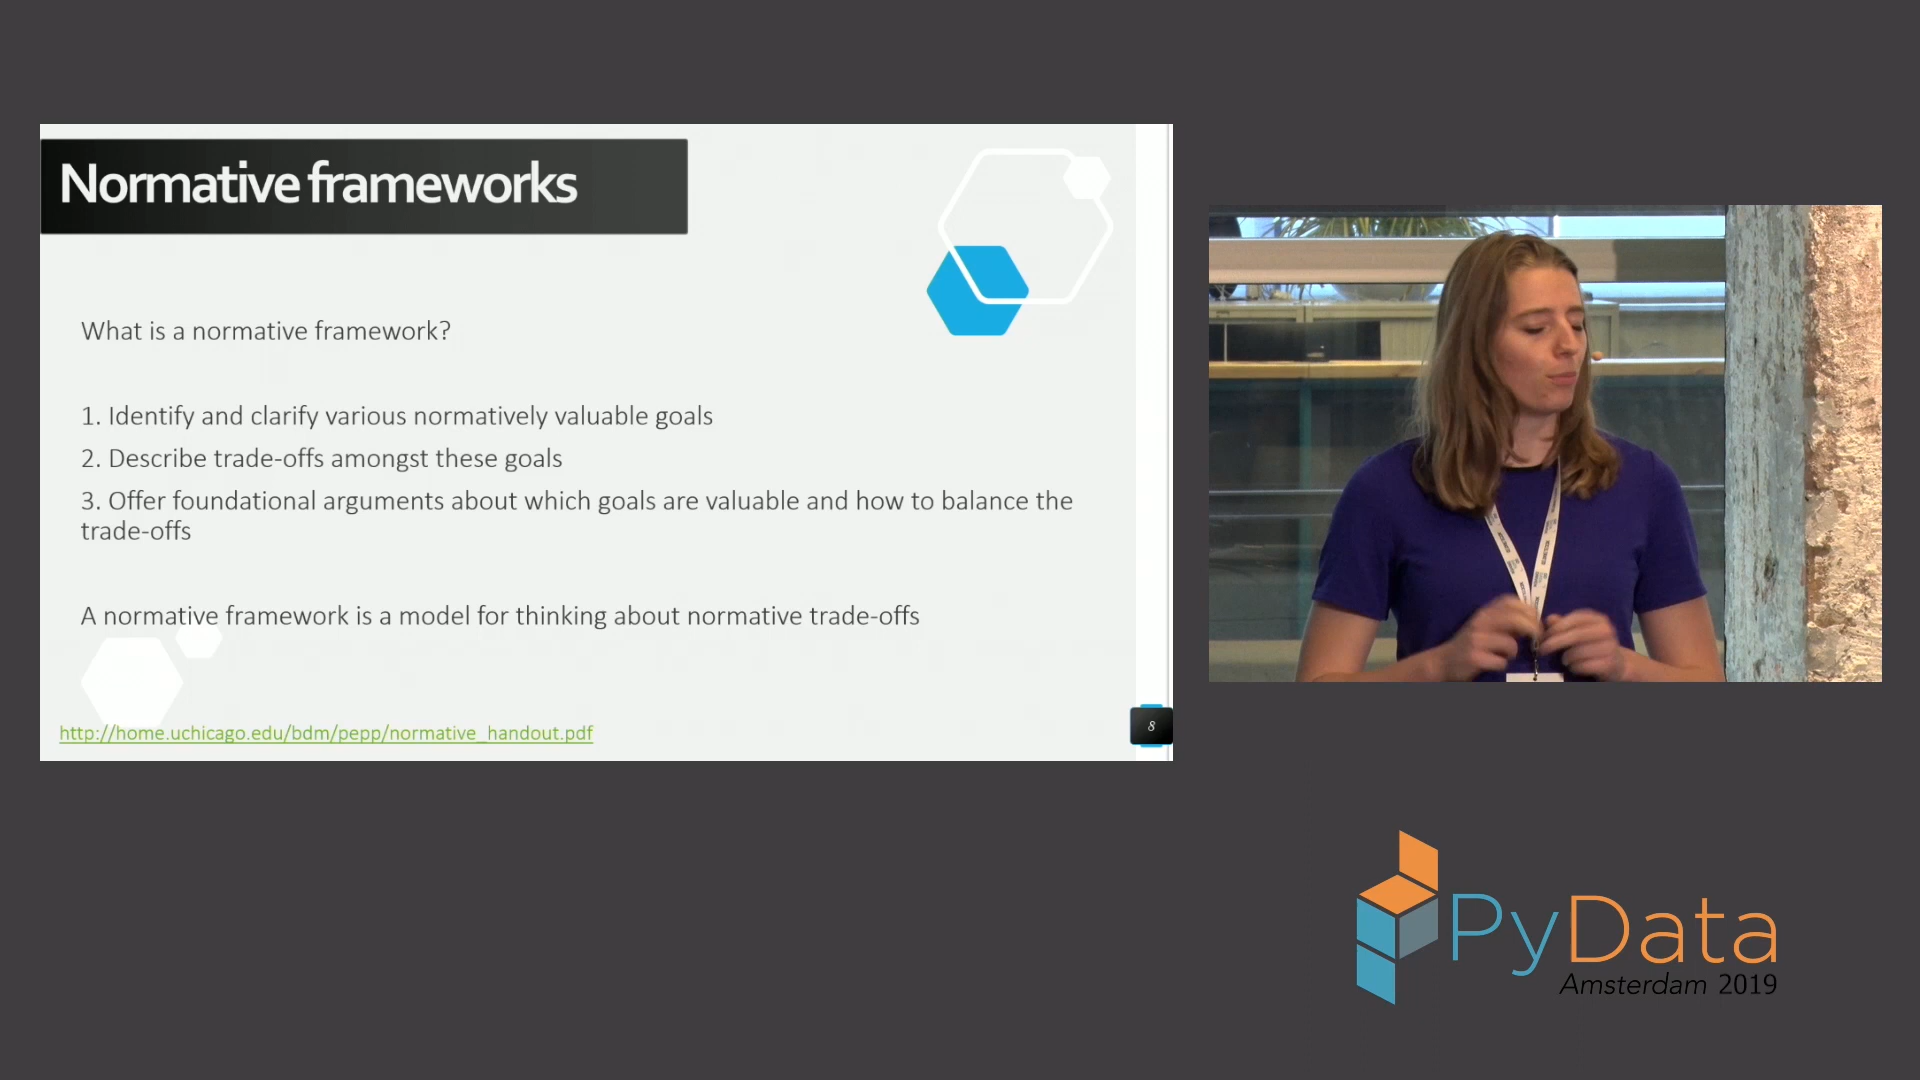 Normative frameworks
What is a normative framework?
1. Identify and clarify various normatively valuable goals
2. Describe trade-offs amongst these goals
3. Offer foundational arguments about which goals are valuable and how to balance the
trade-offs
A normative framework is a model for thinking about normative trade-offs
http://home.uchicago.edu/bdm/pepp/normative_handout.pdf
8
PyData
Amsterdam 2019